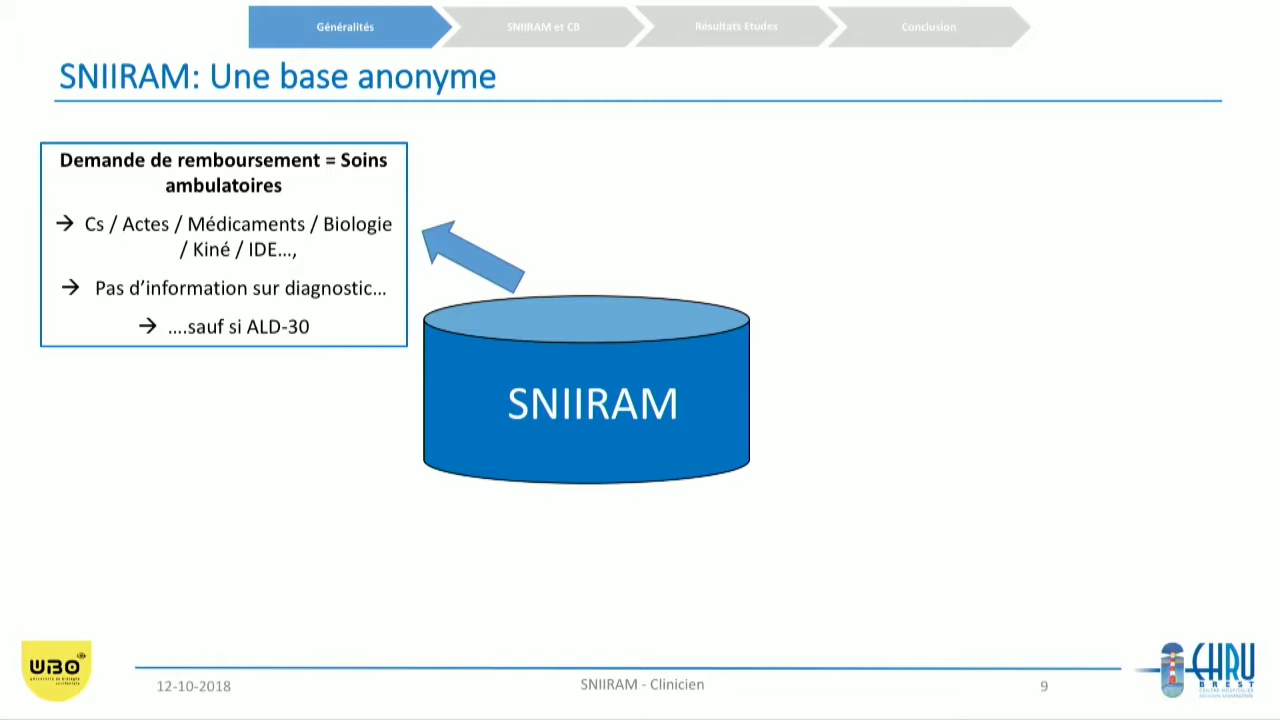 Généralités
SNIIRAM et CB
Résultats Etudes
Conclusion
SNIIRAM: Une base anonyme
Demande de remboursement = Soins
ambulatoires
→ Cs / Actes / Médicaments / Biologie
/ Kiné / IDE...,
→ Pas d’information sur diagnostic...
→ ....sauf si ALD-30
SNIIRAM
UBO
12-10-2018
SNIIRAM - Clinicien
9
CHRU
BREST